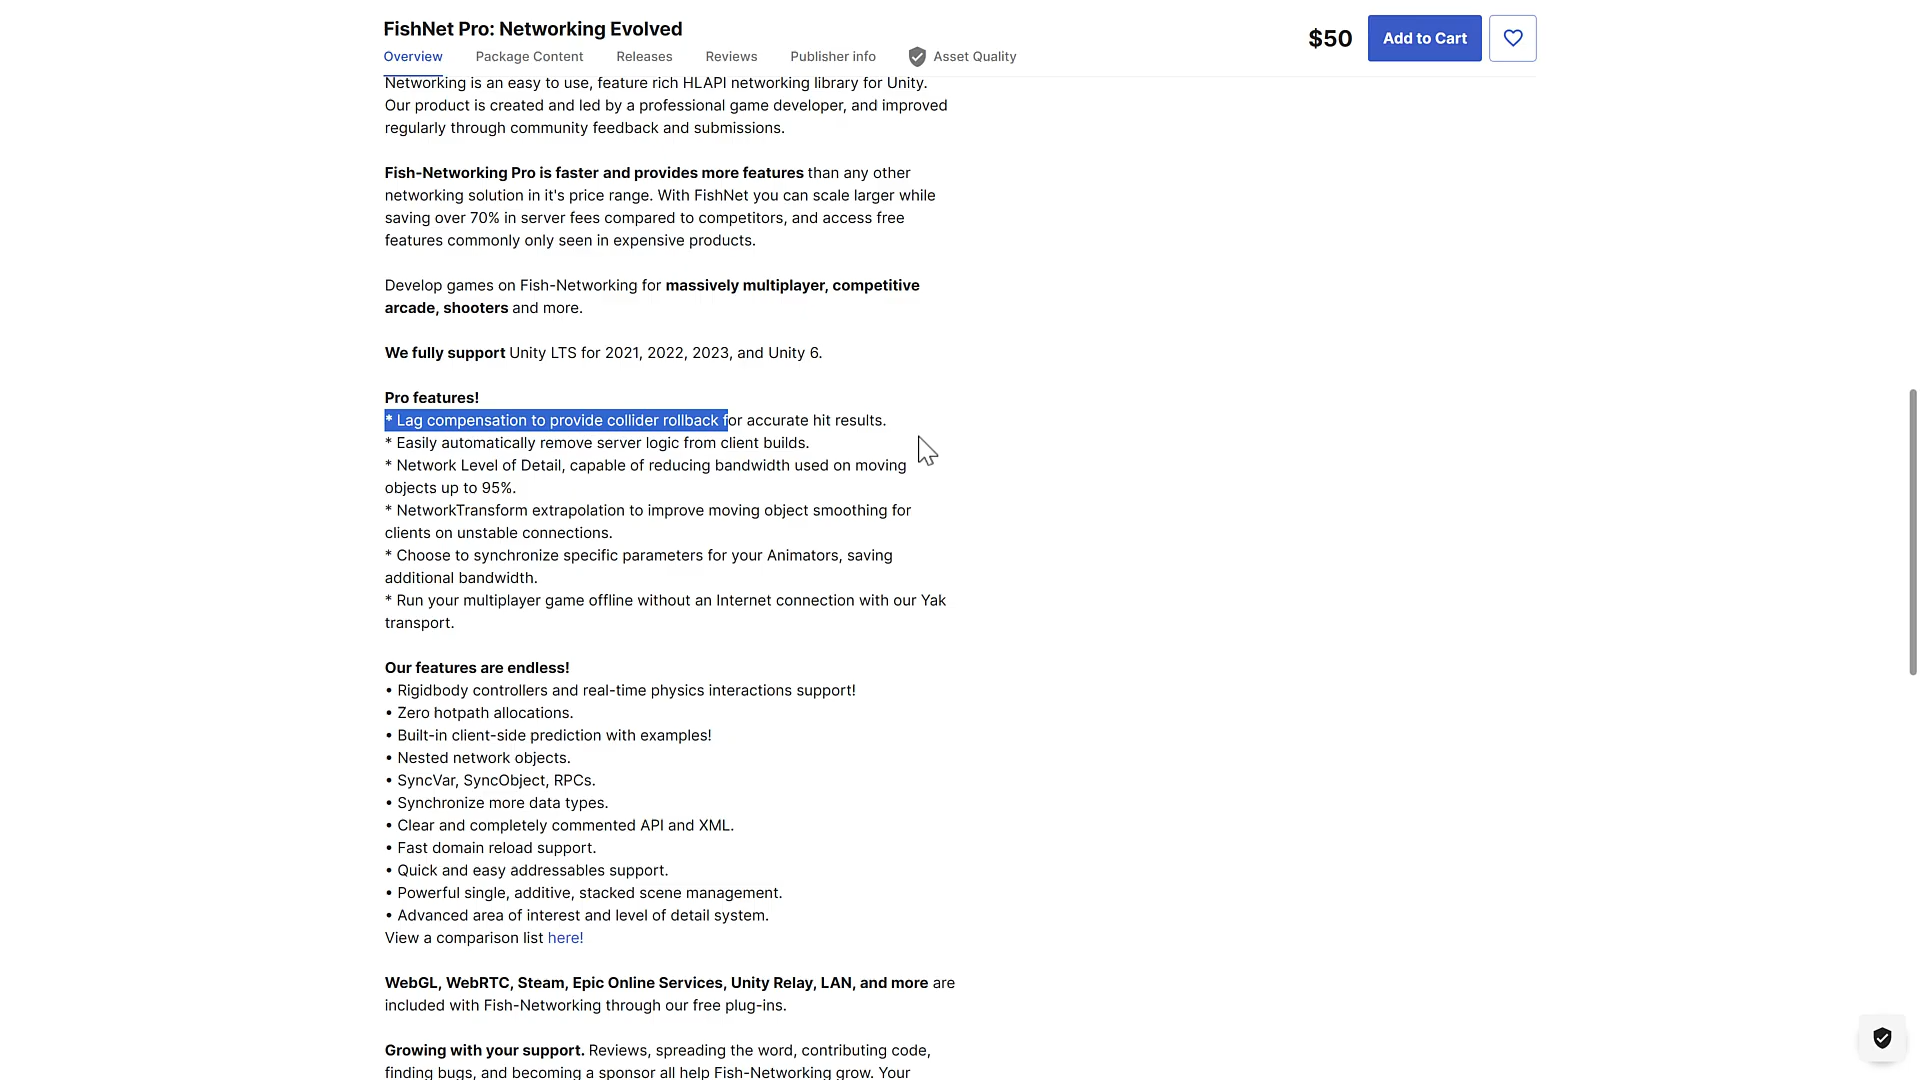 FishNet Pro: Networking Evolved
$50
Add to Cart
Overview
Package Content
Releases
Reviews
Publisher info
Asset Quality
Networking is an easy to use, feature rich HLAPI networking library for Unity.
Our product is created and led by a professional game developer, and improved
regularly through community feedback and submissions.
Fish-Networking Pro is faster and provides more features than any other
networking solution in it's price range. With FishNet you can scale larger while
saving over 70% in server fees compared to competitors, and access free
features commonly only seen in expensive products.
Develop games on Fish-Networking for massively multiplayer, competitive
arcade, shooters and more.
We fully support Unity LTS for 2021, 2022, 2023, and Unity 6.
Pro features!
* Lag compensation to provide collider rollback for accurate hit results.
* Easily automatically remove server logic from client builds.
* Network Level of Detail, capable of reducing bandwidth used on moving
objects up to 95%.
* NetworkTransform extrapolation to improve moving object smoothing for
clients on unstable connections.
* Choose to synchronize specific parameters for your Animators, saving
additional bandwidth.
* Run your multiplayer game offline without an Internet connection with our Yak
transport.
Our features are endless!
• Rigidbody controllers and real-time physics interactions support!
• Zero hotpath allocations.
• Built-in client-side prediction with examples!
• Nested network objects.
• SyncVar, SyncObject, RPCs.
• Synchronize more data types.
• Clear and completely commented API and XML.
• Fast domain reload support.
• Quick and easy addressables support.
• Powerful single, additive, stacked scene management.
• Advanced area of interest and level of detail system.
View a comparison list here!
WebGL, WebRTC, Steam, Epic Online Services, Unity Relay, LAN, and more are
included with Fish-Networking through our free plug-ins.
Growing with your support. Reviews, spreading the word, contributing code,
finding bugs, and becoming a sponsor all help Fish-Networking grow. Your